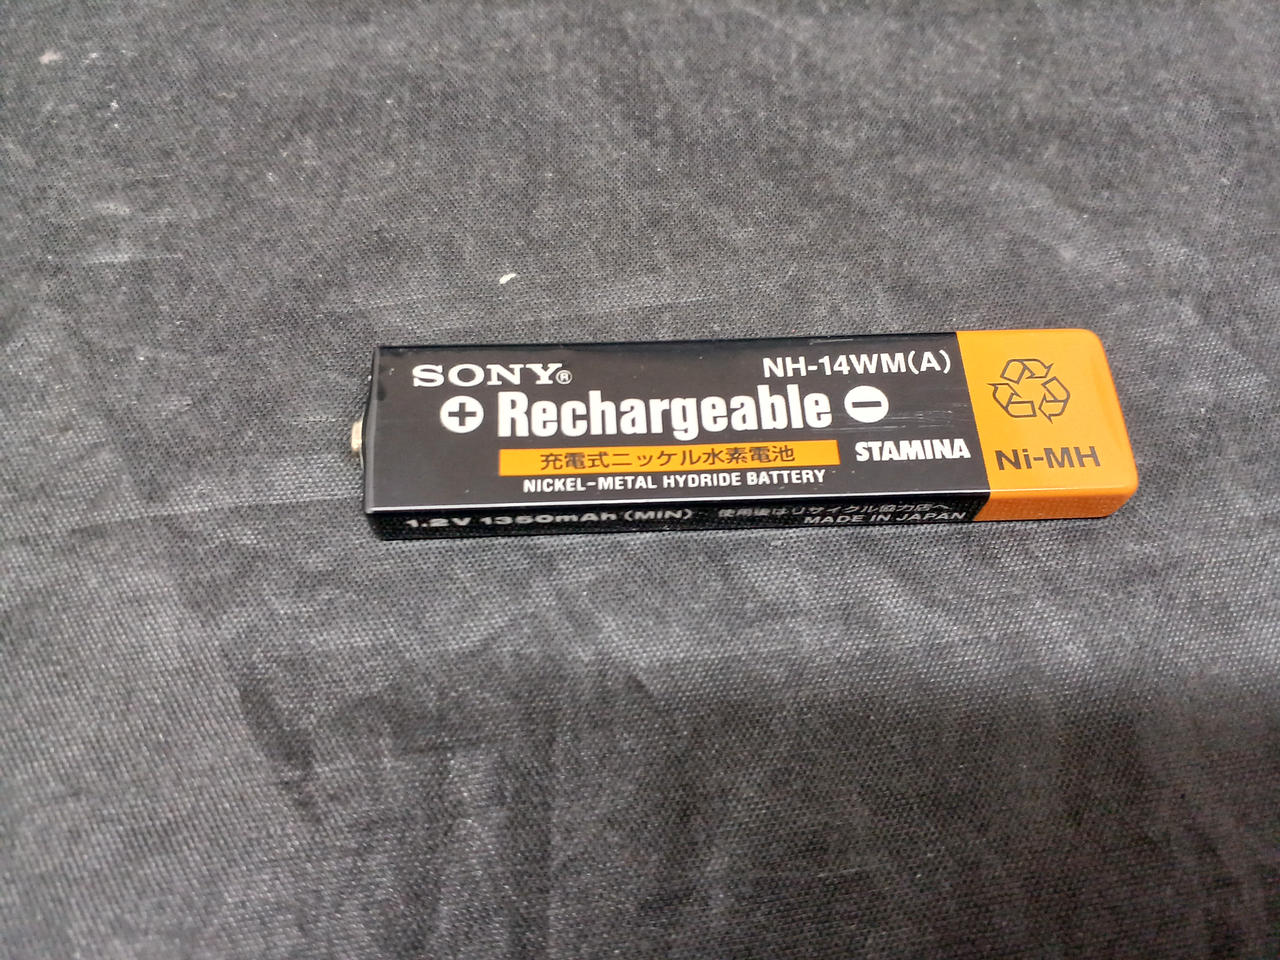 SONY®
NH-14WM(A)
+ Rechargeable −
充電式ニッケル水素電池
STAMINA
NICKEL-METAL HYDRIDE BATTERY
Ni-MH
1.2V 1350mAh (MIN)
使用後はリサイクル協力店へ
MADE IN JAPAN